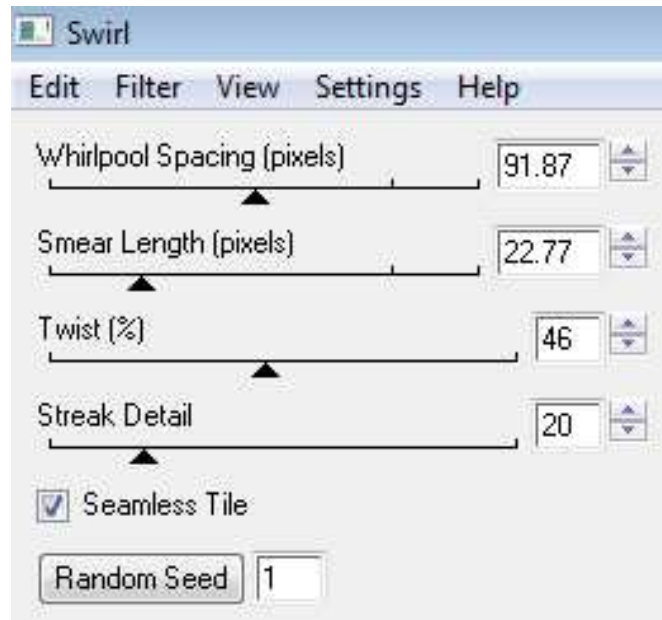 Swirl
Edit Filter View Settings Help
Whirlpool Spacing (pixels) 91.87
Smear Length (pixels) 22.77
Twist (%) 46
Streak Detail 20
Seamless Tile
Random Seed 1